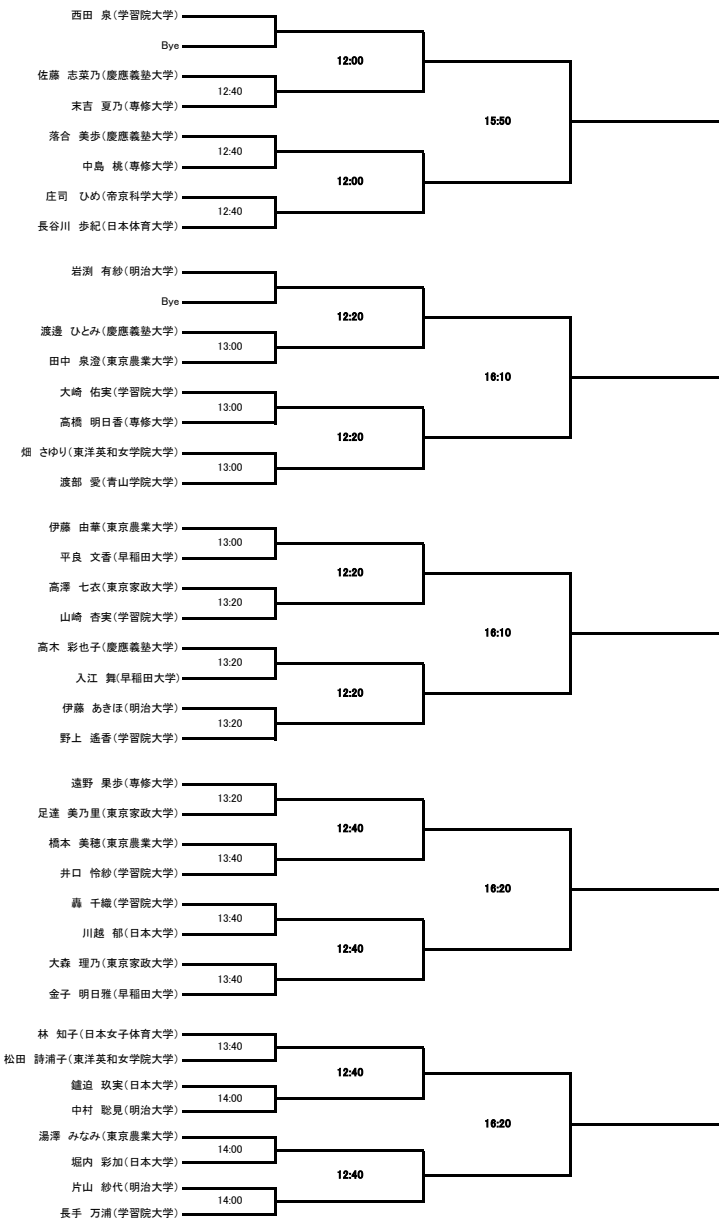 西田 泉(学習院大学)
Bye
12:00
佐藤 志菜乃(慶應義塾大学)
12:40
末吉 夏乃(専修大学)
15:50
落合 美歩(慶應義塾大学)
12:40
中島 桃(専修大学)
12:00
庄司 ひめ(帝京科学大学)
12:40
長谷川 歩紀(日本体育大学)
岩渕 有紗(明治大学)
Bye
12:20
渡邊 ひとみ(慶應義塾大学)
13:00
田中 泉澄(東京農業大学)
16:10
大崎 佑実(学習院大学)
13:00
高橋 明日香(専修大学)
12:20
畑 さゆり(東洋英和女学院大学)
13:00
渡部 愛(青山学院大学)
伊藤 由華(東京農業大学)
13:00
平良 文香(早稲田大学)
12:20
高澤 七衣(東京家政大学)
13:20
山崎 杏実(学習院大学)
16:10
高木 彩也子(慶應義塾大学)
13:20
入江 舞(早稲田大学)
12:20
伊藤 あきほ(明治大学)
13:20
野上 遙香(学習院大学)
遠野 果歩(専修大学)
13:20
足達 美乃里(東京家政大学)
12:40
橋本 美穂(東京農業大学)
13:40
井口 怜紗(学習院大学)
16:20
轟 千織(学習院大学)
13:40
川越 郁(日本大学)
12:40
大森 理乃(東京家政大学)
13:40
金子 明日雅(早稲田大学)
林 知子(日本女子体育大学)
13:40
松田 詩浦子(東洋英和女学院大学)
12:40
鑪迫 玖実(日本大学)
14:00
中村 聡見(明治大学)
16:20
湯澤 みなみ(東京農業大学)
14:00
堀内 彩加(日本大学)
12:40
片山 紗代(明治大学)
14:00
長手 万浦(学習院大学)